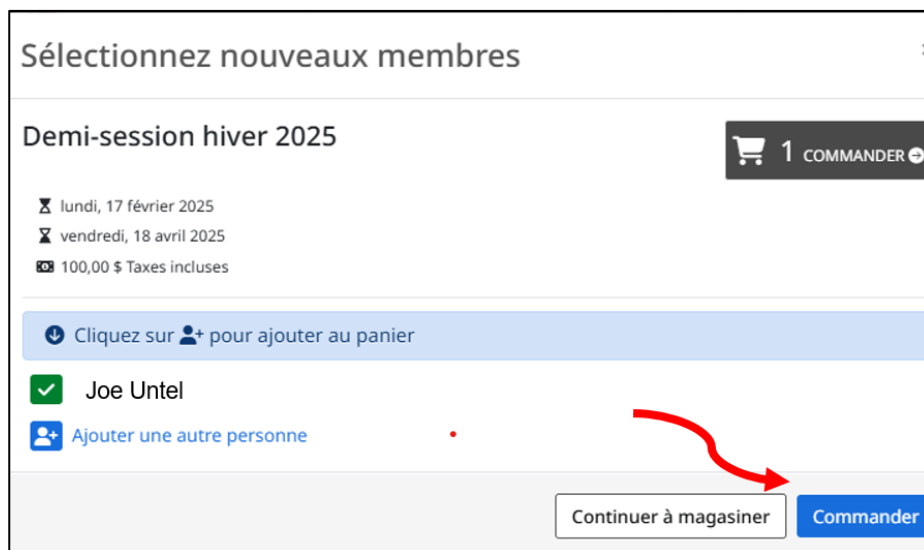 Sélectionnez nouveaux membres
Demi-session hiver 2025
1 COMMANDER
lundi, 17 février 2025
vendredi, 18 avril 2025
100,00 $ Taxes incluses
Cliquez sur pour ajouter au panier
Joe Untel
Ajouter une autre personne
Continuer à magasiner
Commander